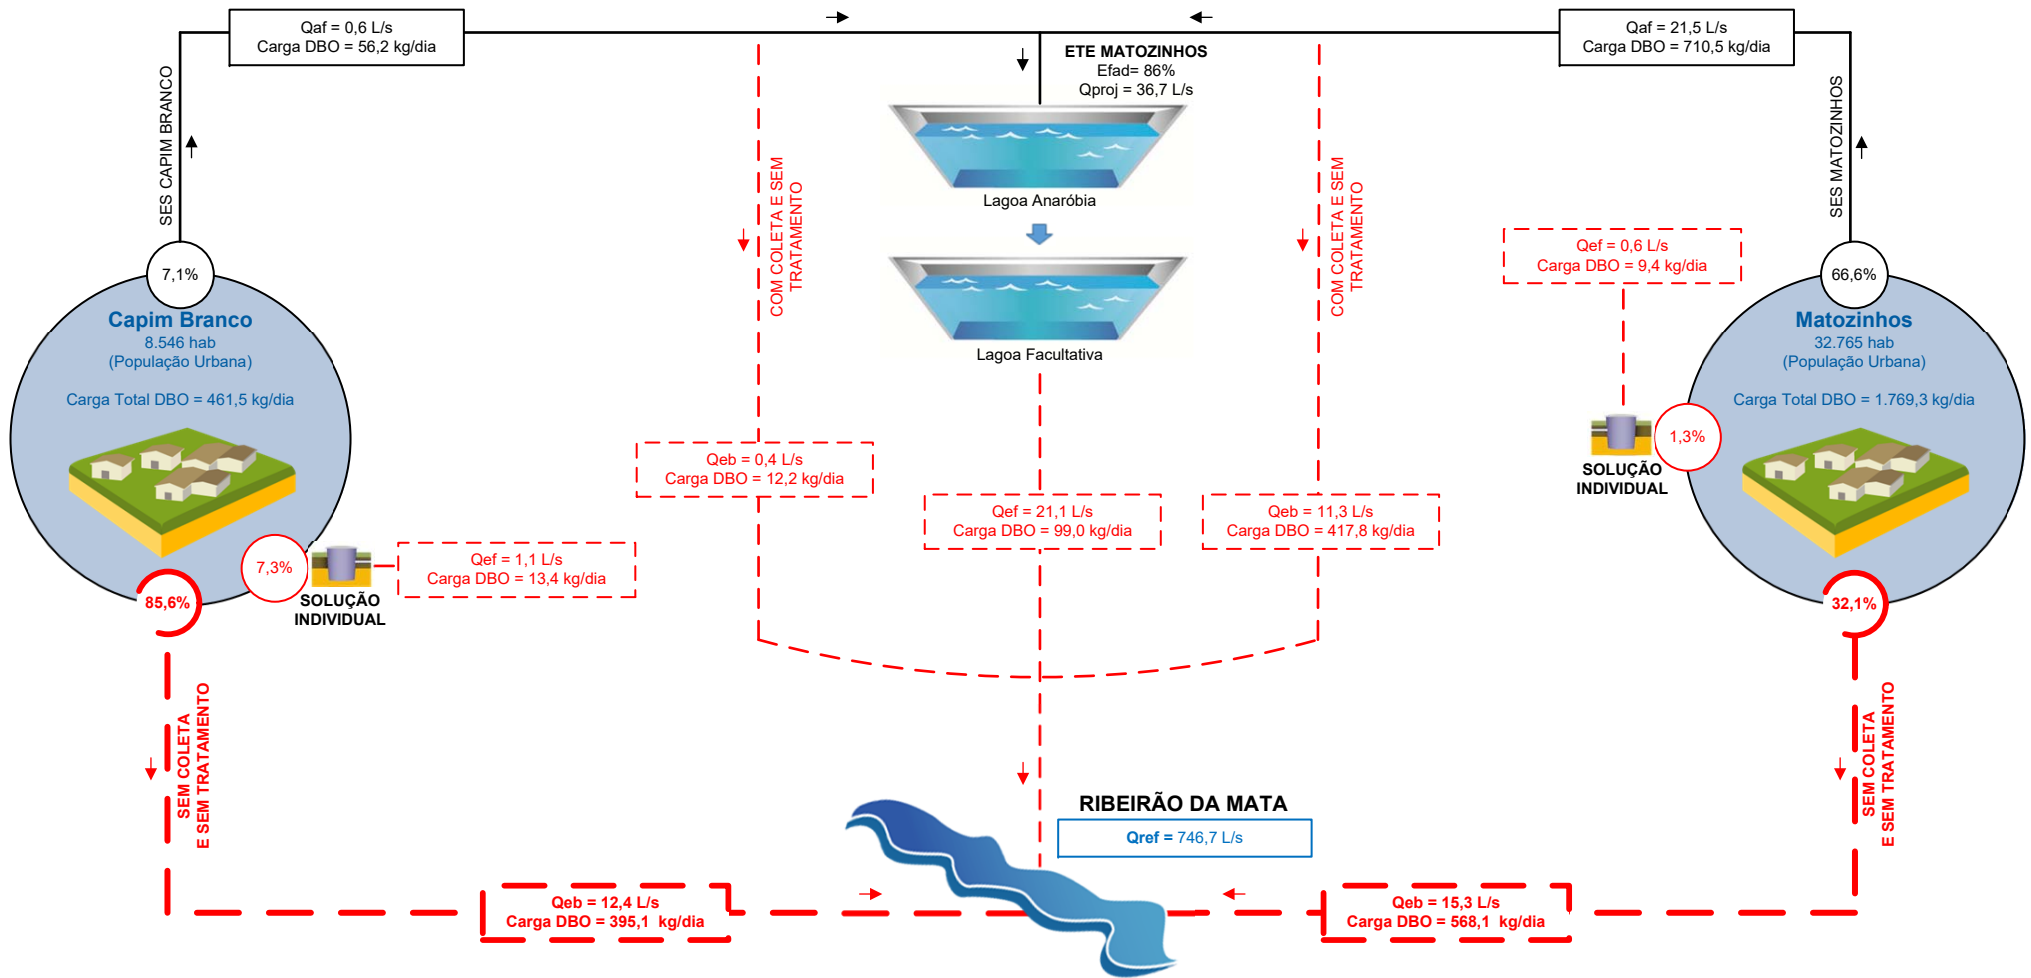 Qaf = 0,6 L/s
Carga DBO = 56,2 kg/dia
Qaf = 21,5 L/s
Carga DBO = 710,5 kg/dia
ETE MATOZINHOS
Efad= 86%
Qproj = 36,7 L/s
SES CAPIM BRANCO
SES MATOZINHOS
COM COLETA E SEM
TRATAMENTO
COM COLETA E SEM
TRATAMENTO
Lagoa Anaróbia
Lagoa Facultativa
Qef = 0,6 L/s
Carga DBO = 9,4 kg/dia
7,1%
Capim Branco
8.546 hab
(População Urbana)
Carga Total DBO = 461,5 kg/dia
66,6%
Matozinhos
32.765 hab
(População Urbana)
Carga Total DBO = 1.769,3 kg/dia
1,3%
SOLUÇÃO
INDIVIDUAL
Qeb = 0,4 L/s
Carga DBO = 12,2 kg/dia
Qef = 21,1 L/s
Carga DBO = 99,0 kg/dia
Qeb = 11,3 L/s
Carga DBO = 417,8 kg/dia
7,3%
SOLUÇÃO
INDIVIDUAL
Qef = 1,1 L/s
Carga DBO = 13,4 kg/dia
85,6%
32,1%
SEM COLETA
E SEM TRATAMENTO
SEM COLETA
E SEM TRATAMENTO
RIBEIRÃO DA MATA
Qref = 746,7 L/s
Qeb = 12,4 L/s
Carga DBO = 395,1 kg/dia
Qeb = 15,3 L/s
Carga DBO = 568,1 kg/dia